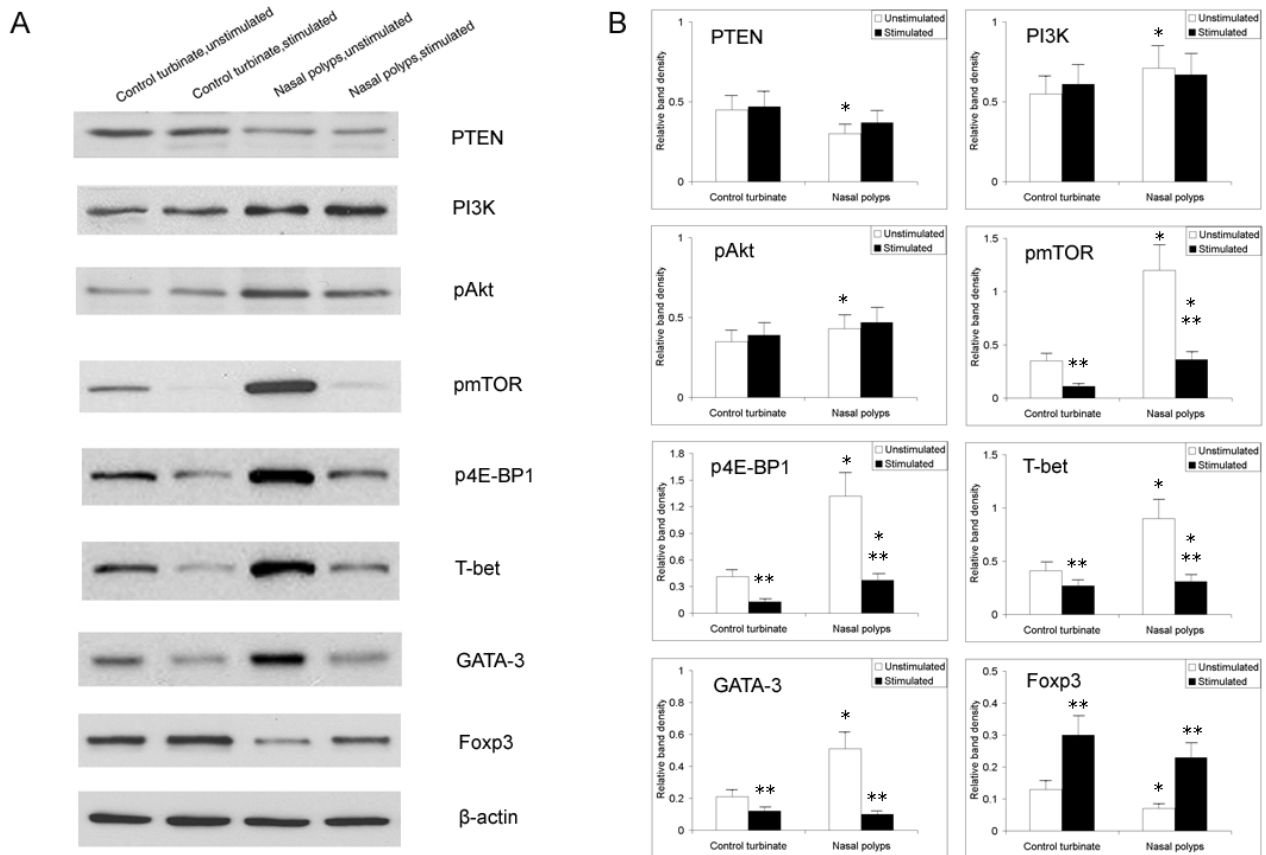 A
Control turbinate,unstimulated
Control turbinate,stimulated
Nasal polyps,unstimulated
Nasal polyps,stimulated
PTEN
PI3K
pAkt
pmTOR
p4E-BP1
T-bet
GATA-3
Foxp3
β-actin
B
PTEN
Unstimulated
Stimulated
Relative band density
1
0.5
0
*
Control turbinate
Nasal polyps
PI3K
Unstimulated
Stimulated
Relative band density
1
0.5
0
*
Control turbinate
Nasal polyps
pAkt
Unstimulated
Stimulated
Relative band density
1
0.5
0
*
Control turbinate
Nasal polyps
pmTOR
Unstimulated
Stimulated
Relative band density
1.5
1
0.5
0
**
*
*
**
Control turbinate
Nasal polyps
p4E-BP1
Unstimulated
Stimulated
Relative band density
1.8
1.5
1.2
0.9
0.6
0.3
0
**
*
*
**
Control turbinate
Nasal polyps
T-bet
Unstimulated
Stimulated
Relative band density
1.5
1
0.5
0
**
*
*
**
Control turbinate
Nasal polyps
GATA-3
Unstimulated
Stimulated
Relative band density
1
0.8
0.6
0.4
0.2
0
**
*
**
Control turbinate
Nasal polyps
Foxp3
Unstimulated
Stimulated
Relative band density
0.5
0.4
0.3
0.2
0.1
0
**
*
**
Control turbinate
Nasal polyps